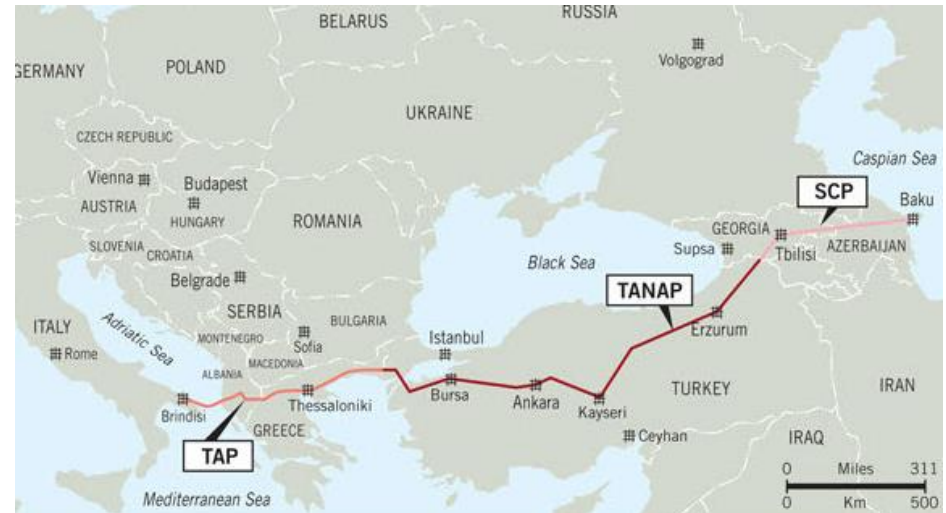 RUSSIA
BELARUS
GERMANY
POLAND
Volgograd
UKRAINE
CZECH REPUBLIC
Caspian Sea
Vienna
Budapest
SCP
Baku
AUSTRIA
HUNGARY
ROMANIA
GEORGIA
SLOVENIA
CROATIA
Supsa
Tbilisi
AZERBAIJAN
Black Sea
Belgrade
TANAP
SERBIA
ITALY
Adriatic Sea
BULGARIA
Erzurum
MONTENEGRO
Istanbul
Rome
Sofia
MACEDONIA
ALBANIA
TURKEY
IRAN
Bursa
Ankara
Brindisi
Thessaloniki
Kayseri
GREECE
Ceyhan
IRAQ
TAP
0 Miles 311
0 Km 500
Mediterranean Sea